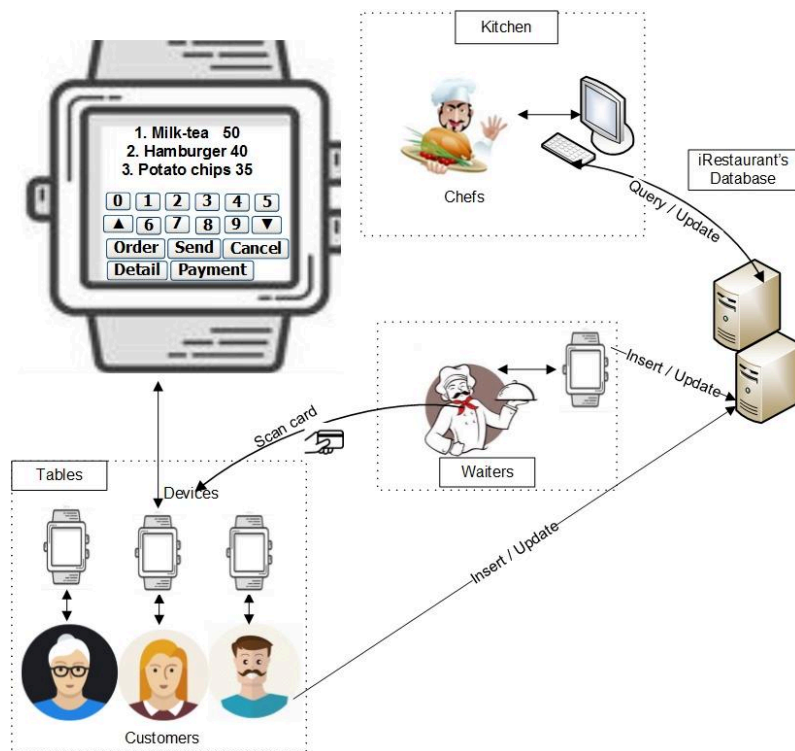 Kitchen
Chefs
iRestaurant's
Database
Query / Update
1. Milk-tea 50
2. Hamburger 40
3. Potato chips 35
0 1 2 3 4 5
▲ 6 7 8 9 ▼
Order Send Cancel
Detail Payment
Insert / Update
Waiters
Scan card
Tables
Devices
Insert / Update
Customers